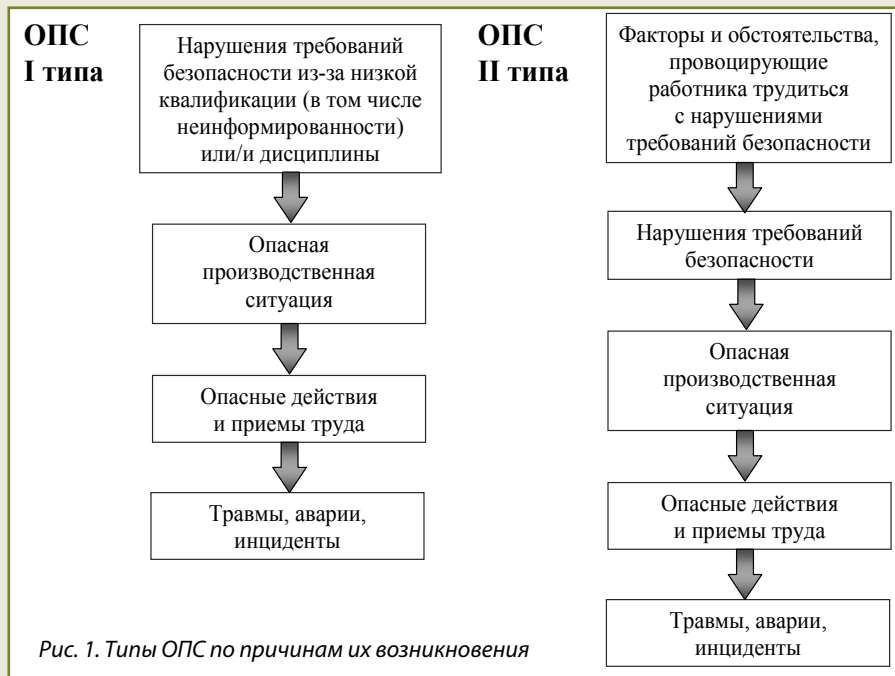 ОПС
I типа
Нарушения требований
безопасности из-за низкой
квалификации (в том числе
неинформированности)
или/и дисциплины
Опасная
производственная
ситуация
Опасные действия
и приемы труда
Травмы, аварии,
инциденты
ОПС
II типа
Факторы и обстоятельства,
провоцирующие
работника трудиться
с нарушениями
требований безопасности
Нарушения требований
безопасности
Опасная
производственная
ситуация
Опасные действия
и приемы труда
Травмы, аварии,
инциденты
Рис. 1. Типы ОПС по причинам их возникновения